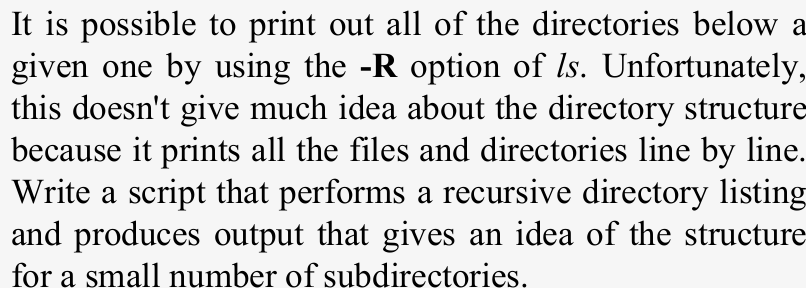 It is possible to print out all of the directories below a
given one by using the -R option of ls. Unfortunately,
this doesn't give much idea about the directory structure
because it prints all the files and directories line by line.
Write a script that performs a recursive directory listing
and produces output that gives an idea of the structure
for a small number of subdirectories.